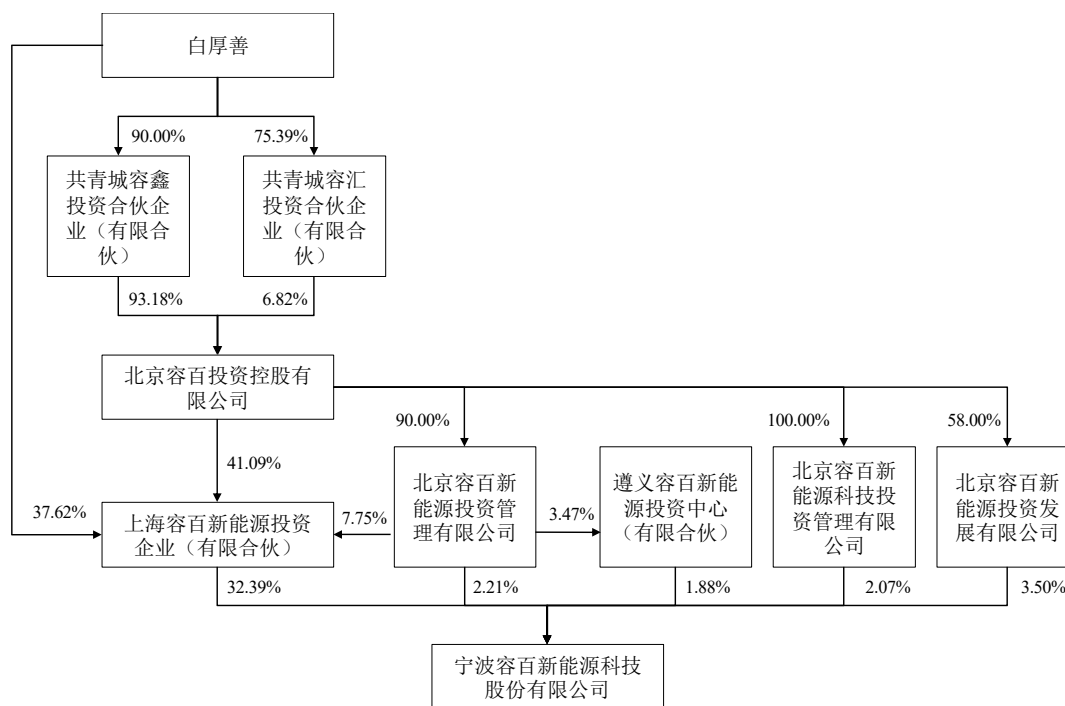 白厚善
90.00%
75.39%
共青城容鑫
投资合伙企
业（有限合
伙）
共青城容汇
投资合伙企
业（有限合
伙）
93.18%
6.82%
北京容百投资控股有
限公司
90.00%
100.00%
58.00%
41.09%
37.62%
上海容百新能源投资
企业（有限合伙）
7.75%
北京容百新
能源投资管
理有限公司
3.47%
遵义容百新能
源投资中心
（有限合伙）
北京容百新
能源科技投
资管理有限
公司
北京容百新
能源投资发
展有限公司
32.39%
2.21%
1.88%
2.07%
3.50%
宁波容百新能源科技
股份有限公司